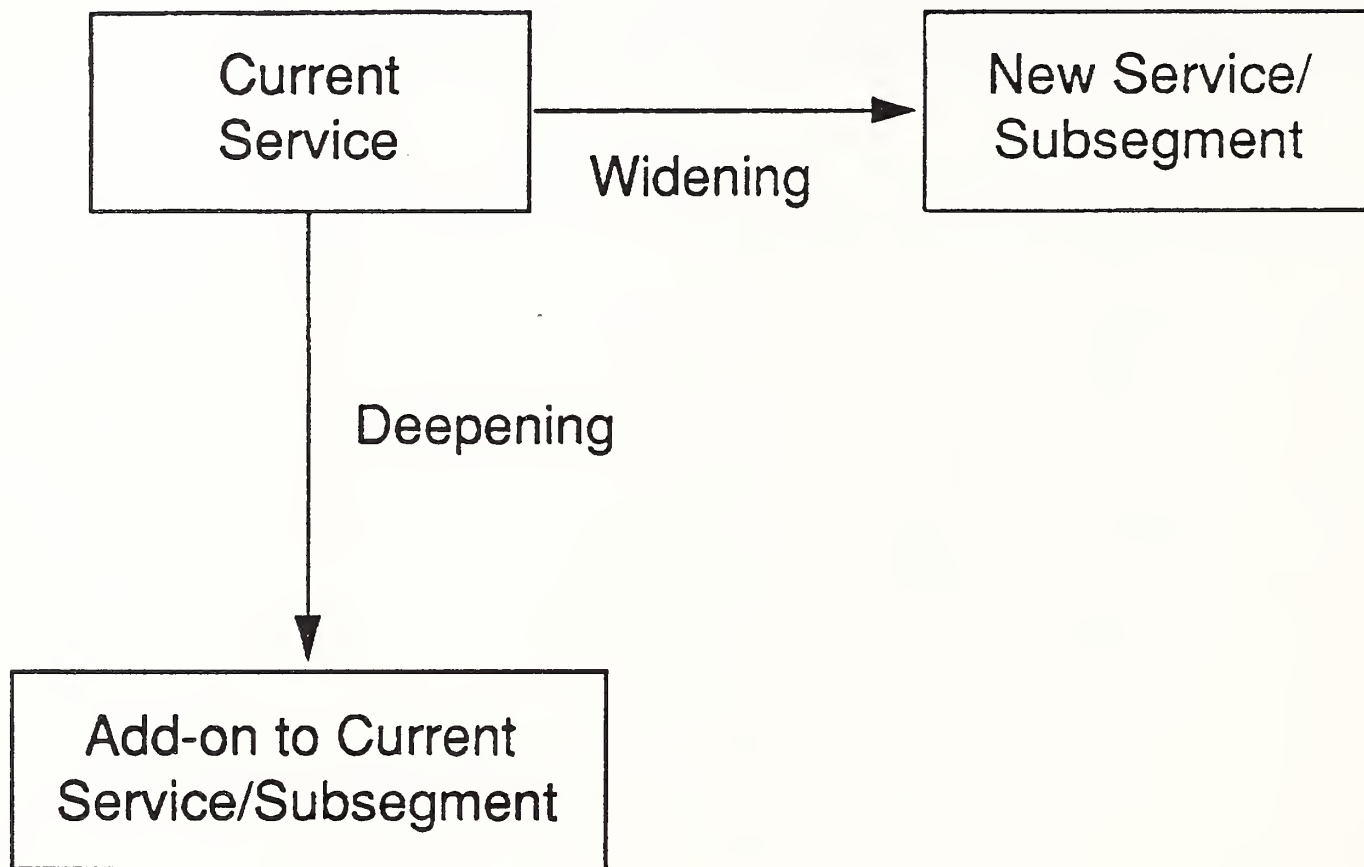 Current
Service
New Service/
Subsegment
Widening
Deepening
Add-on to Current
Service/Subsegment